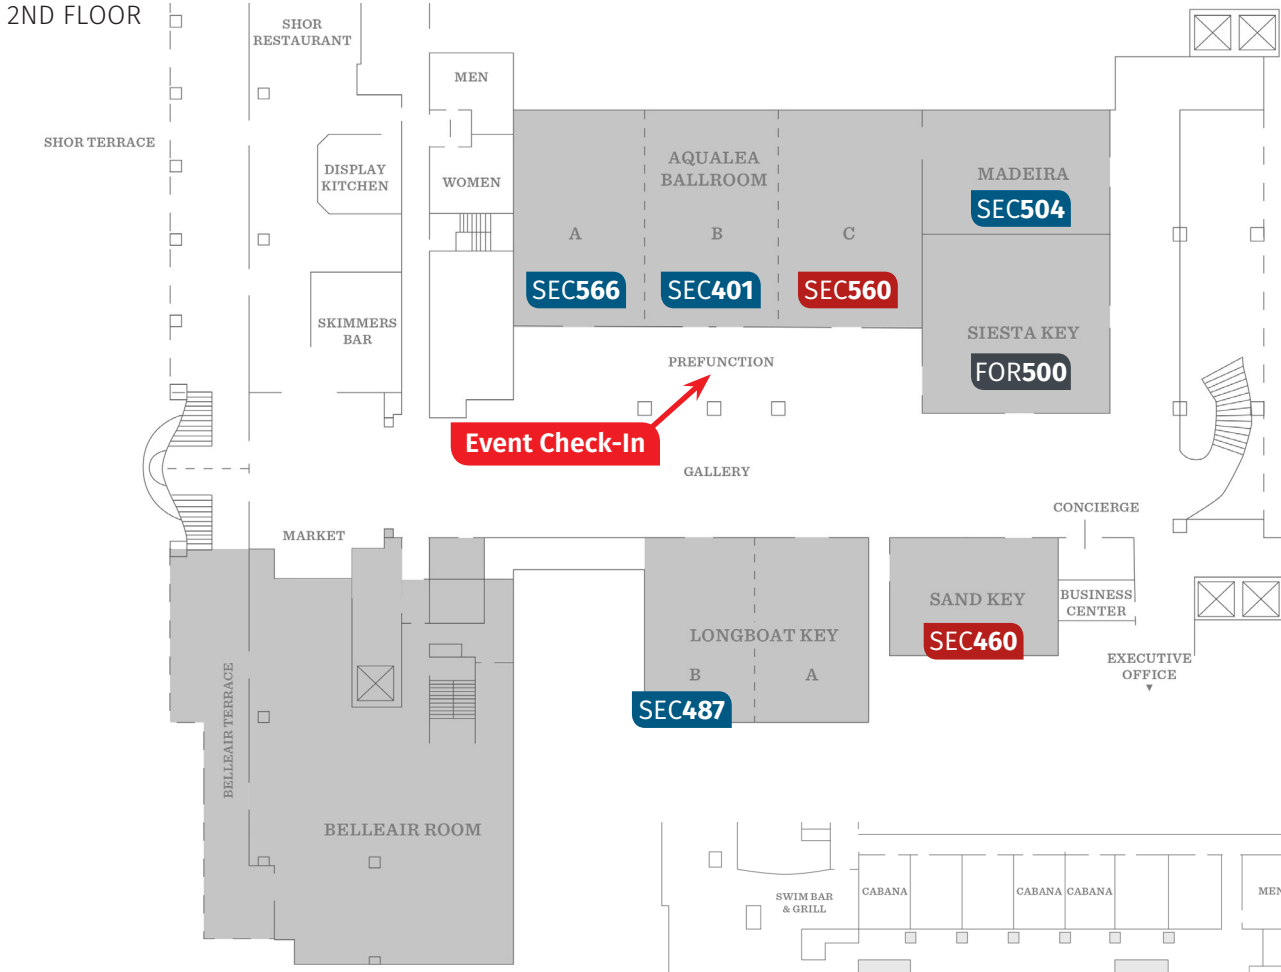 2ND FLOOR
SHOR
RESTAURANT
MEN
SHOR TERRACE
DISPLAY
KITCHEN
WOMEN
AQUALEA
BALLROOM
MADEIRA
SEC504
A
B
C
SEC566
SEC401
SEC560
SKIMMERS
BAR
SIESTA KEY
FOR500
PREFUNCTION
Event Check-In
GALLERY
CONCIERGE
MARKET
SAND KEY
SEC460
BUSINESS
CENTER
LONGBOAT KEY
B
A
SEC487
EXECUTIVE
OFFICE
BELLEAIR TERRACE
BELLEAIR ROOM
SWIM BAR
& GRILL
CABANA
CABANA
CABANA
MEN